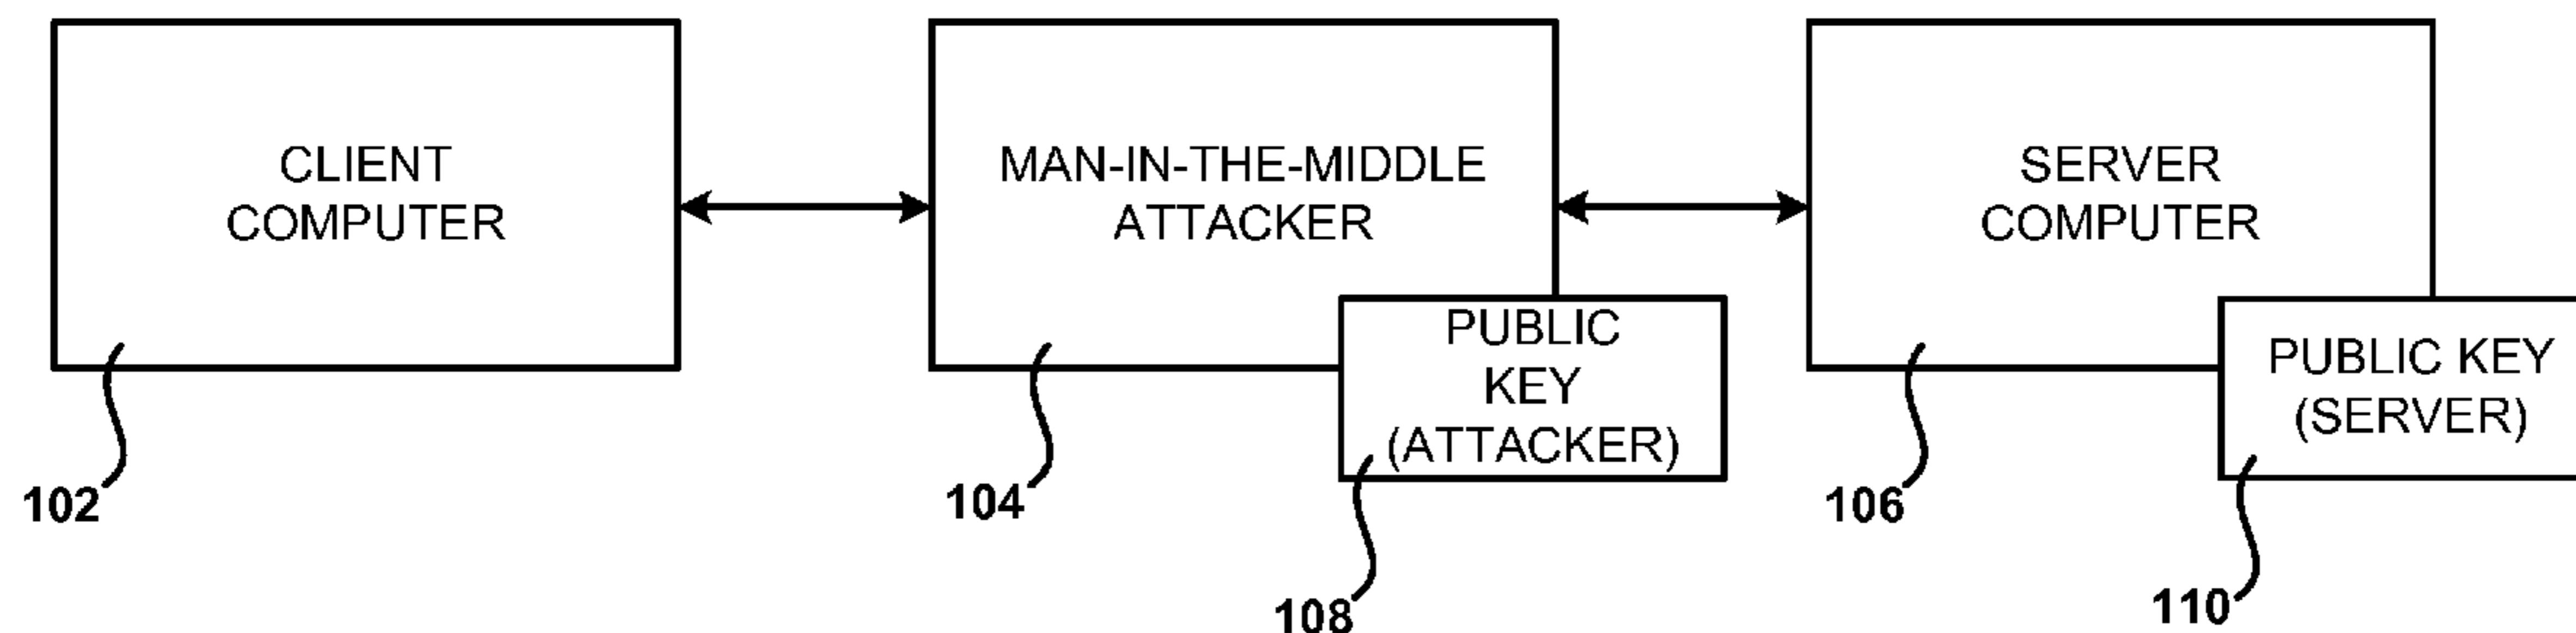 CLIENT
COMPUTER
MAN-IN-THE-MIDDLE
ATTACKER
SERVER
COMPUTER
PUBLIC
KEY
(ATTACKER)
PUBLIC KEY
(SERVER)
102
104
106
108
110